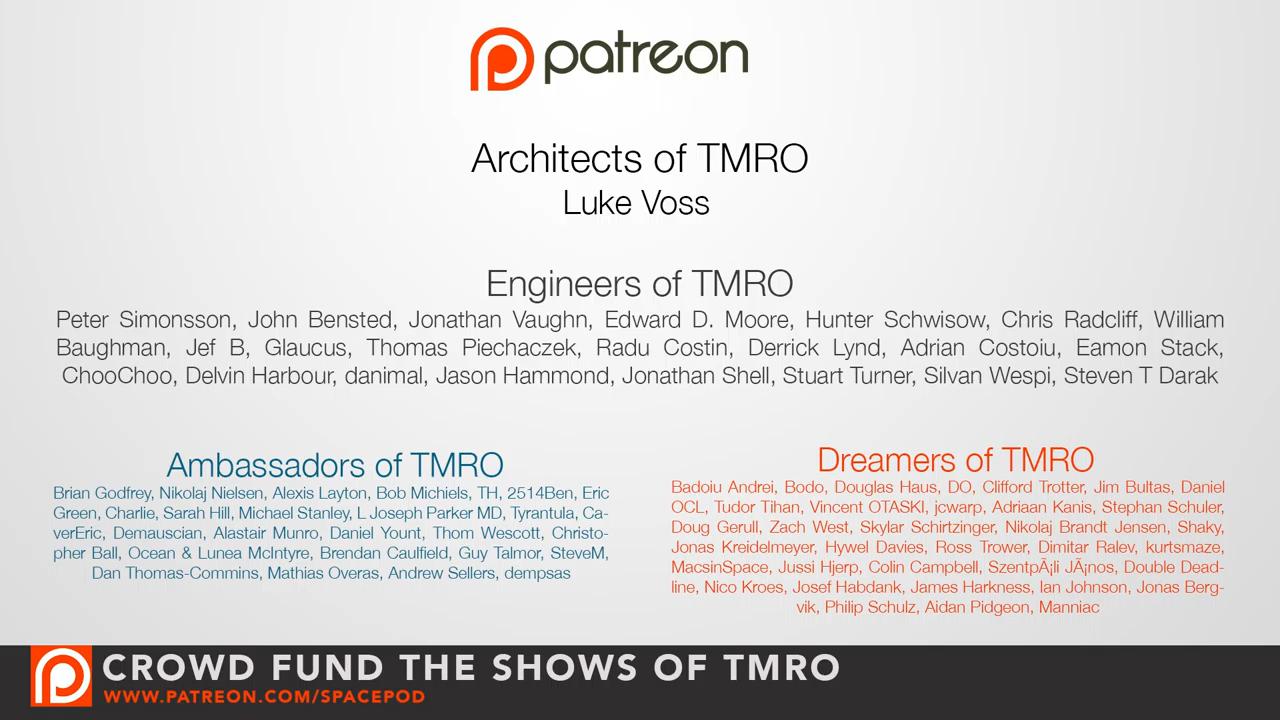 patreon
Architects of TMRO
Luke Voss
Engineers of TMRO
Peter Simonsson, John Bensted, Jonathan Vaughn, Edward D. Moore, Hunter Schwisow, Chris Radcliff, William
Baughman, Jef B, Glaucus, Thomas Piechaczek, Radu Costin, Derrick Lynd, Adrian Costoiu, Eamon Stack,
ChooChoo, Delvin Harbour, danimal, Jason Hammond, Jonathan Shell, Stuart Turner, Silvan Wespi, Steven T Darak
Ambassadors of TMRO
Brian Godfrey, Nikolaj Nielsen, Alexis Layton, Bob Michiels, TH, 2514Ben, Eric
Green, Charlie, Sarah Hill, Michael Stanley, L Joseph Parker MD, Tyrantula, Ca-
verEric, Demauscian, Alastair Munro, Daniel Yount, Thom Wescott, Christo-
pher Ball, Ocean & Lunea McIntyre, Brendan Caulfield, Guy Talmor, SteveM,
Dan Thomas-Commins, Mathias Overas, Andrew Sellers, dempsas
Dreamers of TMRO
Badoiu Andrei, Bodo, Douglas Haus, DO, Clifford Trotter, Jim Bultas, Daniel
OCL, Tudor Tihan, Vincent OTASKI, jcwarp, Adriaan Kanis, Stephan Schuler,
Doug Gerull, Zach West, Skylar Schirtzinger, Nikolaj Brandt Jensen, Shaky,
Jonas Kreidelmeyer, Hywel Davies, Ross Trower, Dimitar Ralev, kurtsmaze,
MacsinSpace, Jussi Hjerp, Colin Campbell, SzentpÃ¡li JÃ¡nos, Double Dead-
line, Nico Kroes, Josef Habdank, James Harkness, Ian Johnson, Jonas Berg-
vik, Philip Schulz, Aidan Pidgeon, Manniac
CROWD FUND THE SHOWS OF TMRO
WWW.PATREON.COM/SPACEPOD